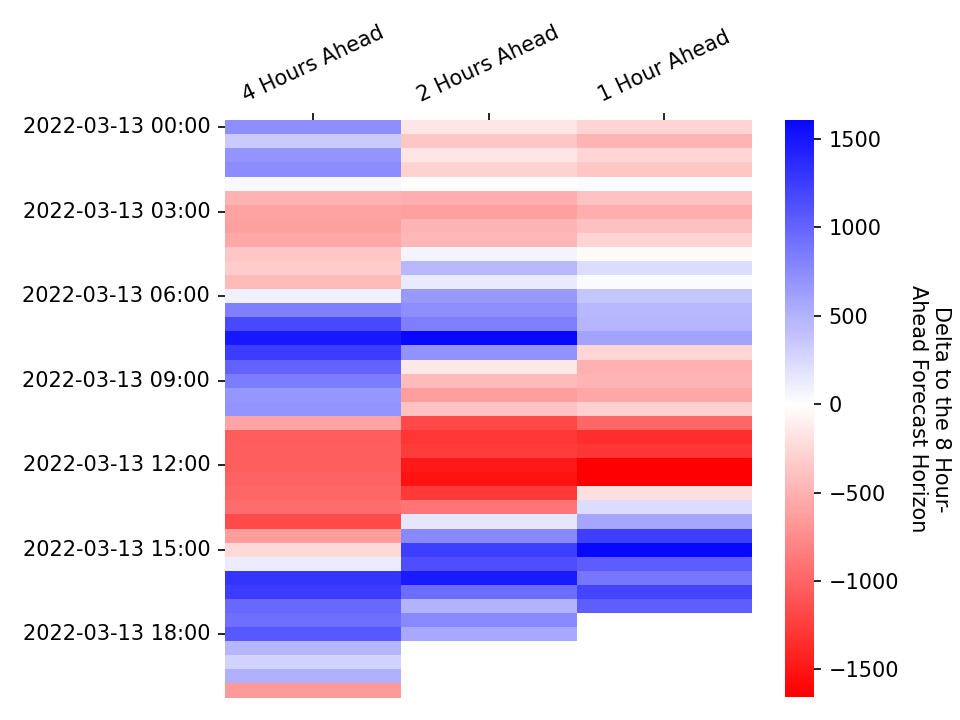 4 Hours Ahead
2 Hours Ahead
1 Hour Ahead
2022-03-13 00:00
2022-03-13 03:00
2022-03-13 06:00
2022-03-13 09:00
2022-03-13 12:00
2022-03-13 15:00
2022-03-13 18:00
1500
1000
500
0
−500
−1000
−1500
Delta to the 8 Hour-
Ahead Forecast Horizon